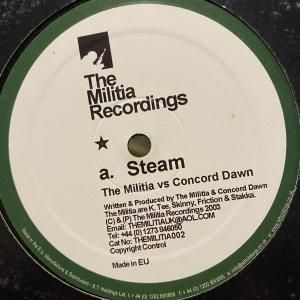 The
Militia
Recordings
a. Steam
The Militia vs Concord Dawn
Written & Produced by The Militia & Concord Dawn
The Militia are K. Tee, Skinny, Friction & Stakka.
(C) & (P) The Militia Recordings 2003
Email: THEMILITIAUK@AOL.COM
Tel: +44 (0) 1273 846050
Cat No: THEMILITIA002
Copyright Control
Made in EU